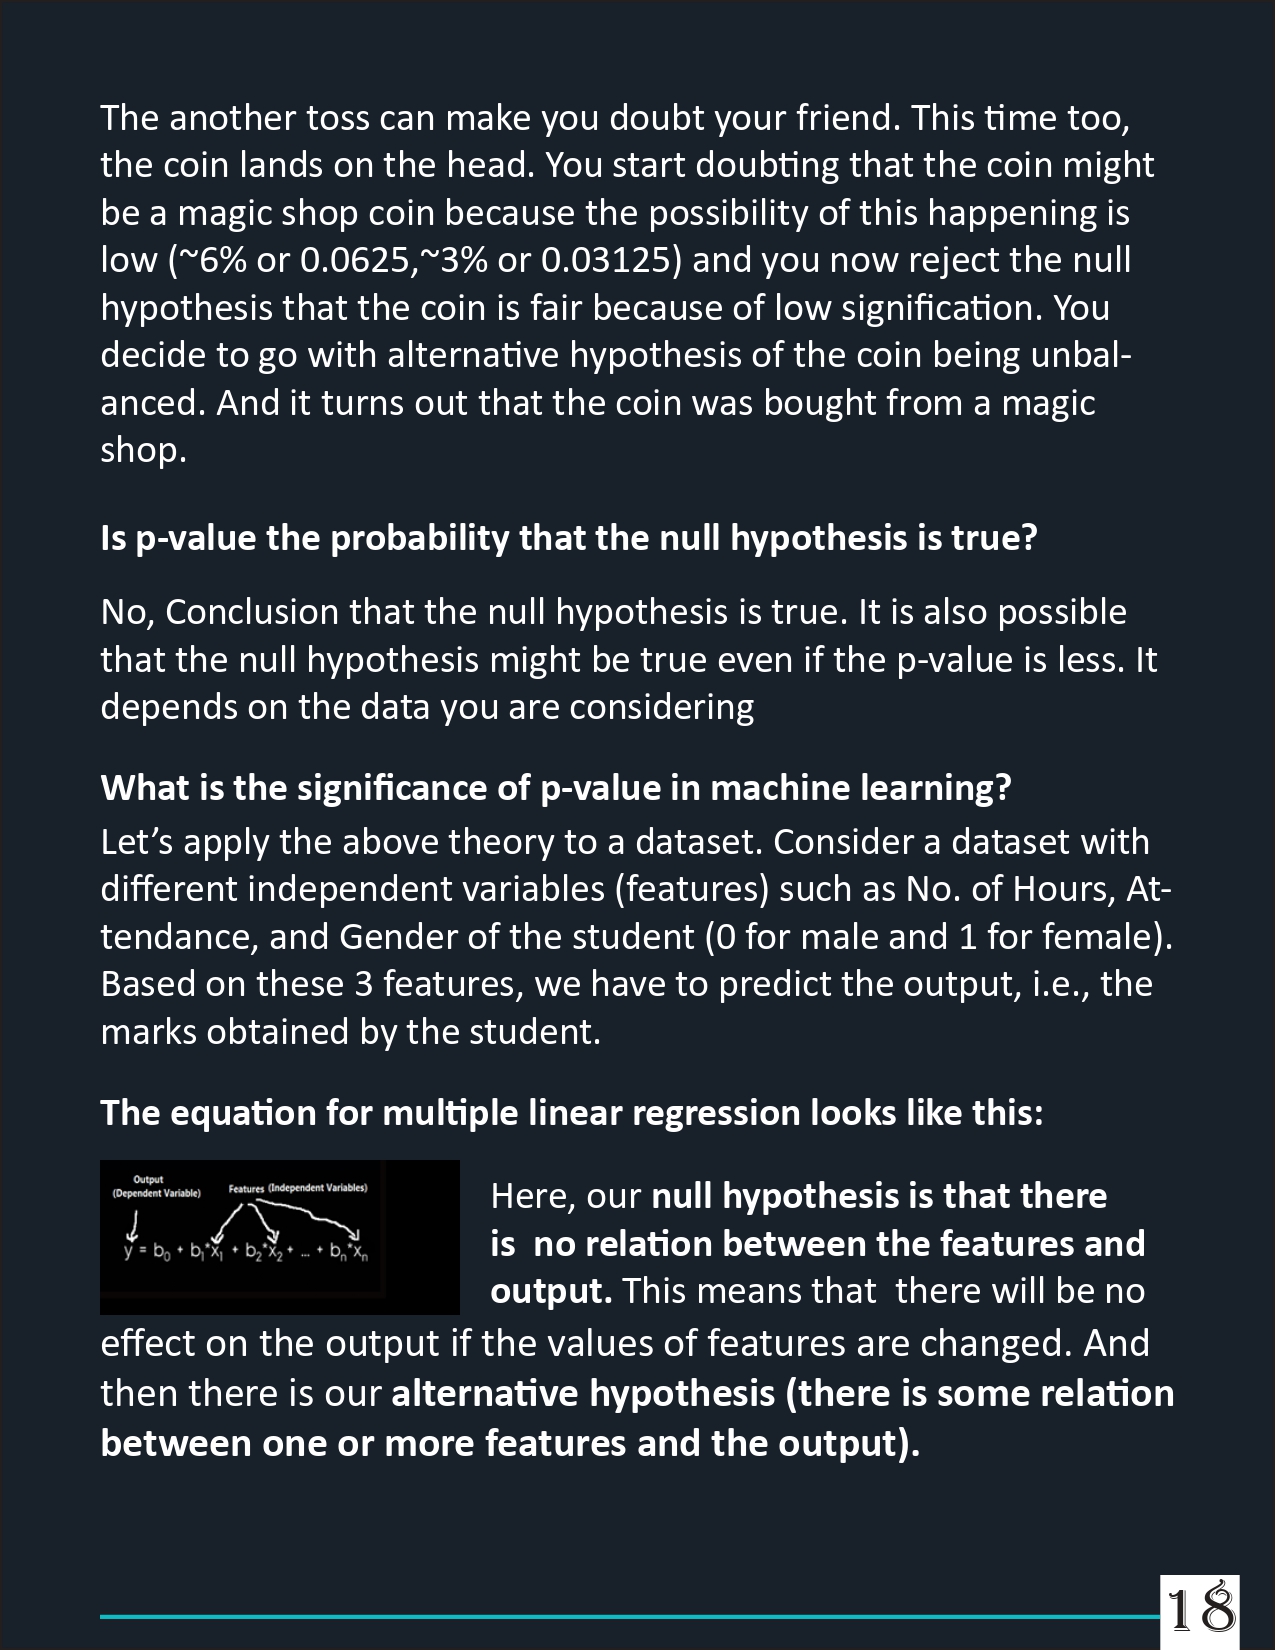 The another toss can make you doubt your friend. This time too,
the coin lands on the head. You start doubting that the coin might
be a magic shop coin because the possibility of this happening is
low (~6% or 0.0625,~3% or 0.03125) and you now reject the null
hypothesis that the coin is fair because of low signification. You
decide to go with alternative hypothesis of the coin being unbal-
anced. And it turns out that the coin was bought from a magic
shop.
Is p-value the probability that the null hypothesis is true?
No, Conclusion that the null hypothesis is true. It is also possible
that the null hypothesis might be true even if the p-value is less. It
depends on the data you are considering
What is the significance of p-value in machine learning?
Let’s apply the above theory to a dataset. Consider a dataset with
different independent variables (features) such as No. of Hours, At-
tendance, and Gender of the student (0 for male and 1 for female).
Based on these 3 features, we have to predict the output, i.e., the
marks obtained by the student.
The equation for multiple linear regression looks like this:
Output
(Dependent Variable)
Features (Independent Variables)
y = b₀ + b₁*x₁ + b₂*x₂ + ... + bₙ*xₙ
Here, our null hypothesis is that there
is  no relation between the features and
output. This means that  there will be no
effect on the output if the values of features are changed. And
then there is our alternative hypothesis (there is some relation
between one or more features and the output).
18